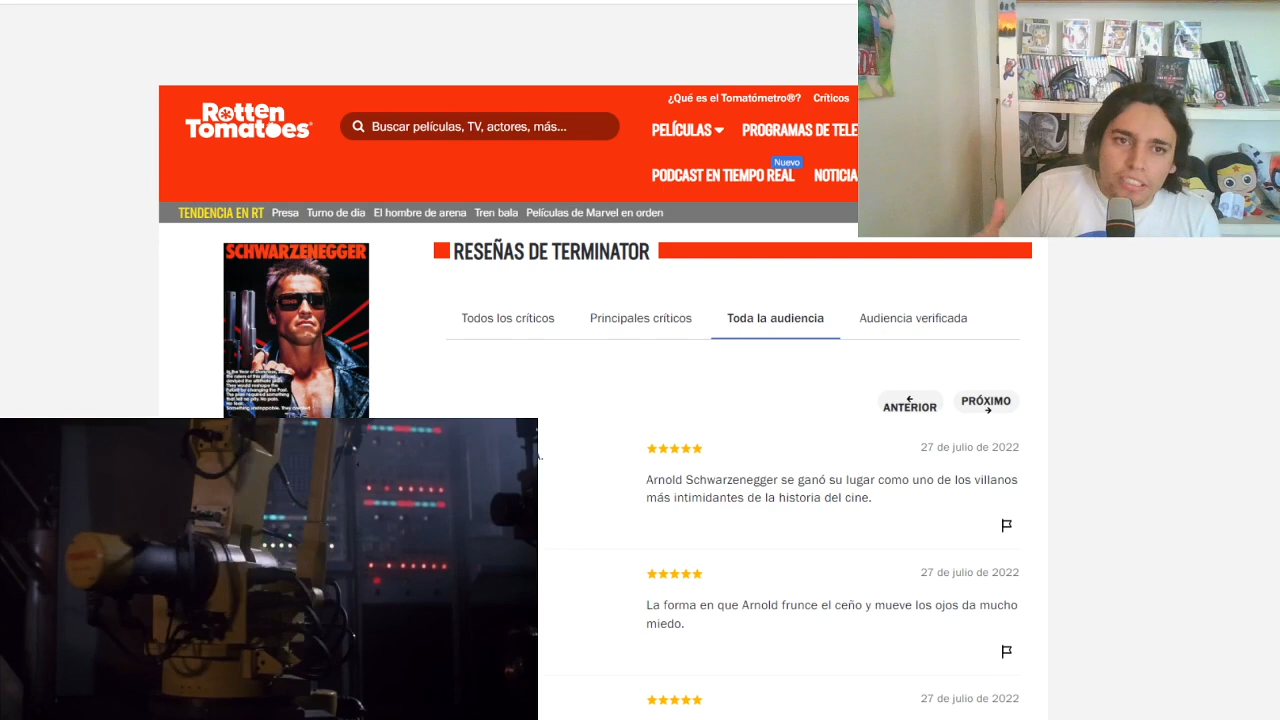 ¿Qué es el Tomatómetro®? Críticos
Rotten
Tomatoes
Buscar películas, TV, actores, más...
PELÍCULAS PROGRAMAS DE TELE
Nuevo
PODCAST EN TIEMPO REAL NOTICIA
TENDENCIA EN RT Presa Turno de dia El hombre de arena Tren bala Películas de Marvel en orden
SCHWARZENEGGER
RESEÑAS DE TERMINATOR
Todos los críticos Principales críticos Toda la audiencia Audiencia verificada
ANTERIOR PRÓXIMO
27 de julio de 2022
Arnold Schwarzenegger se ganó su lugar como uno de los villanos
más intimidantes de la historia del cine.
27 de julio de 2022
La forma en que Arnold frunce el ceño y mueve los ojos da mucho
miedo.
27 de julio de 2022